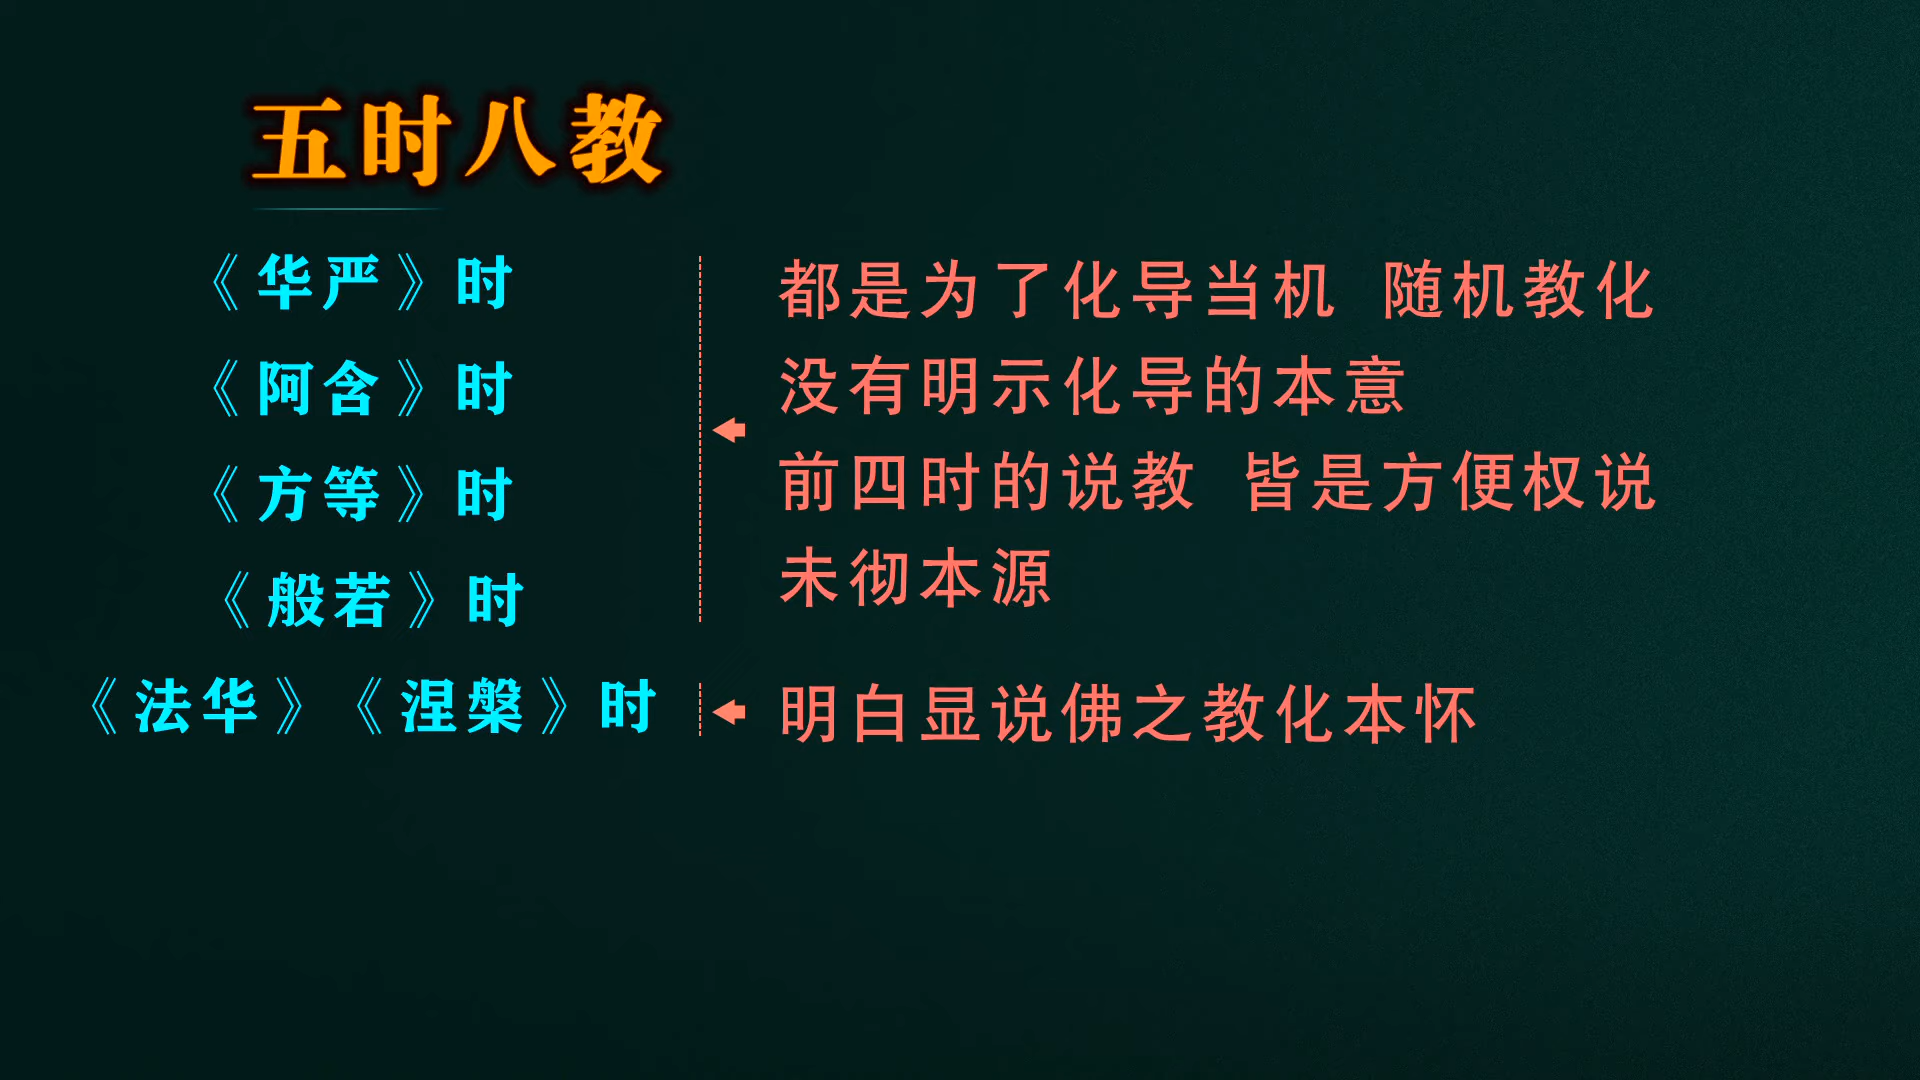 五时八教
《华严》时
《阿含》时
《方等》时
《般若》时
《法华》《涅槃》时
都是为了化导当机 随机教化
没有明示化导的本意
前四时的说教 皆是方便权说
未彻本源
明白显说佛之教化本怀